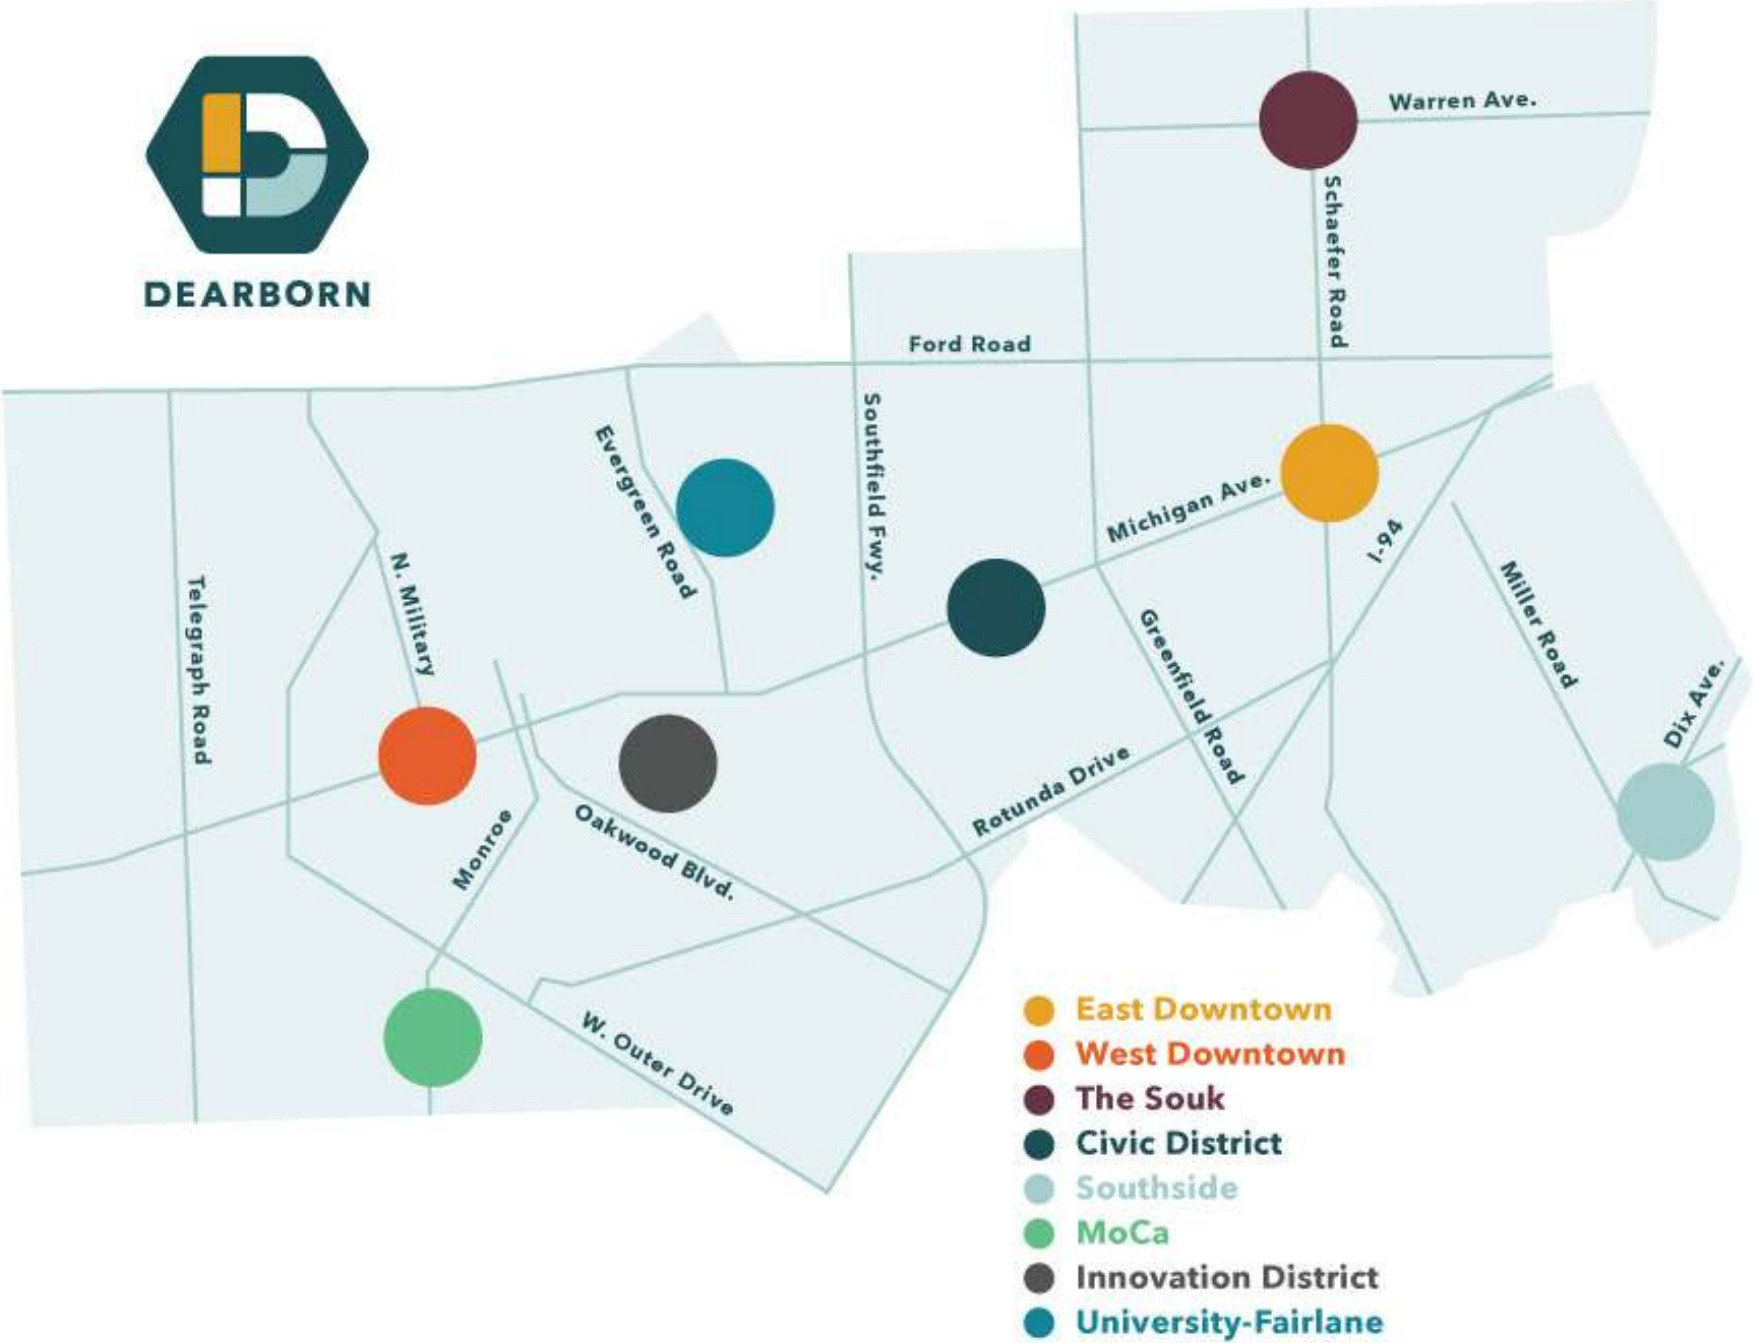 Warren Ave.
Schaefer Road
DEARBORN
Ford Road
Southfield Fwy.
Evergreen Road
Michigan Ave.
I-94
N. Military
Telegraph Road
Miller Road
Greenfield Road
Dix Ave.
Rotunda Drive
Monroe
Oakwood Blvd.
W. Outer Drive
East Downtown
West Downtown
The Souk
Civic District
Southside
MoCa
Innovation District
University-Fairlane